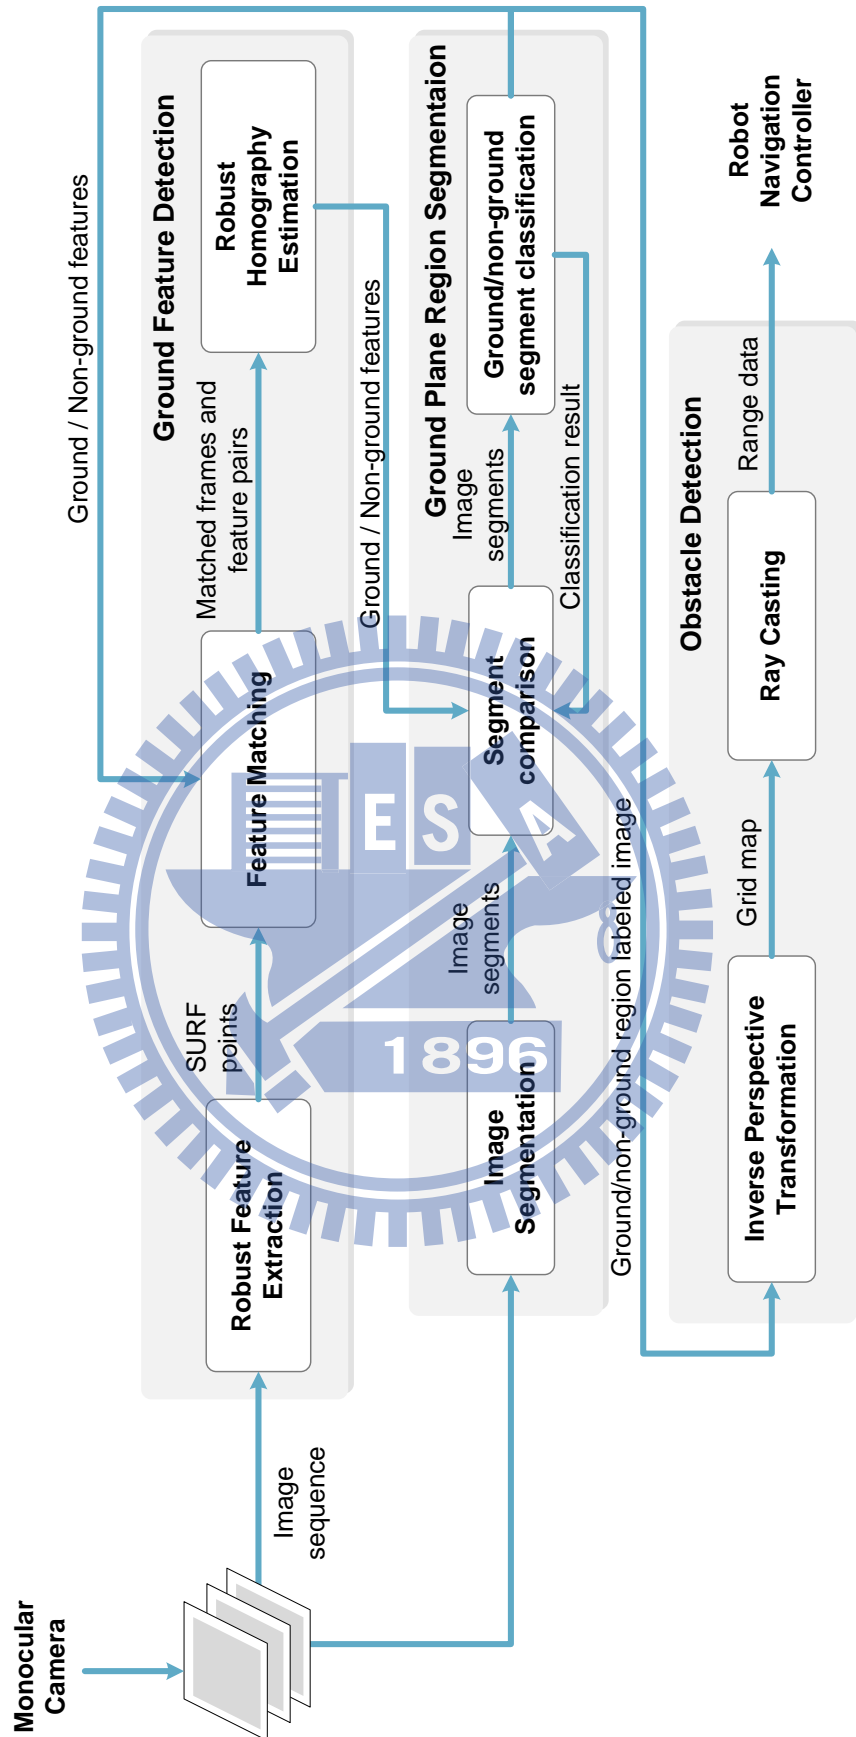 Monocular
Camera
Image
sequence
Ground / Non-ground features
Ground Feature Detection
Robust Feature
Extraction
SURF
points
Feature Matching
Matched frames and
feature pairs
Robust
Homography
Estimation
Ground / Non-ground features
Ground Plane Region Segmentaion
Image
Segmentation
Image
segments
Segment
comparison
Image
segments
Ground/non-ground
segment classification
Classification result
Ground/non-ground region labeled image
Obstacle Detection
Inverse Perspective
Transformation
Grid map
Ray Casting
Range data
Robot
Navigation
Controller
E S A
1896